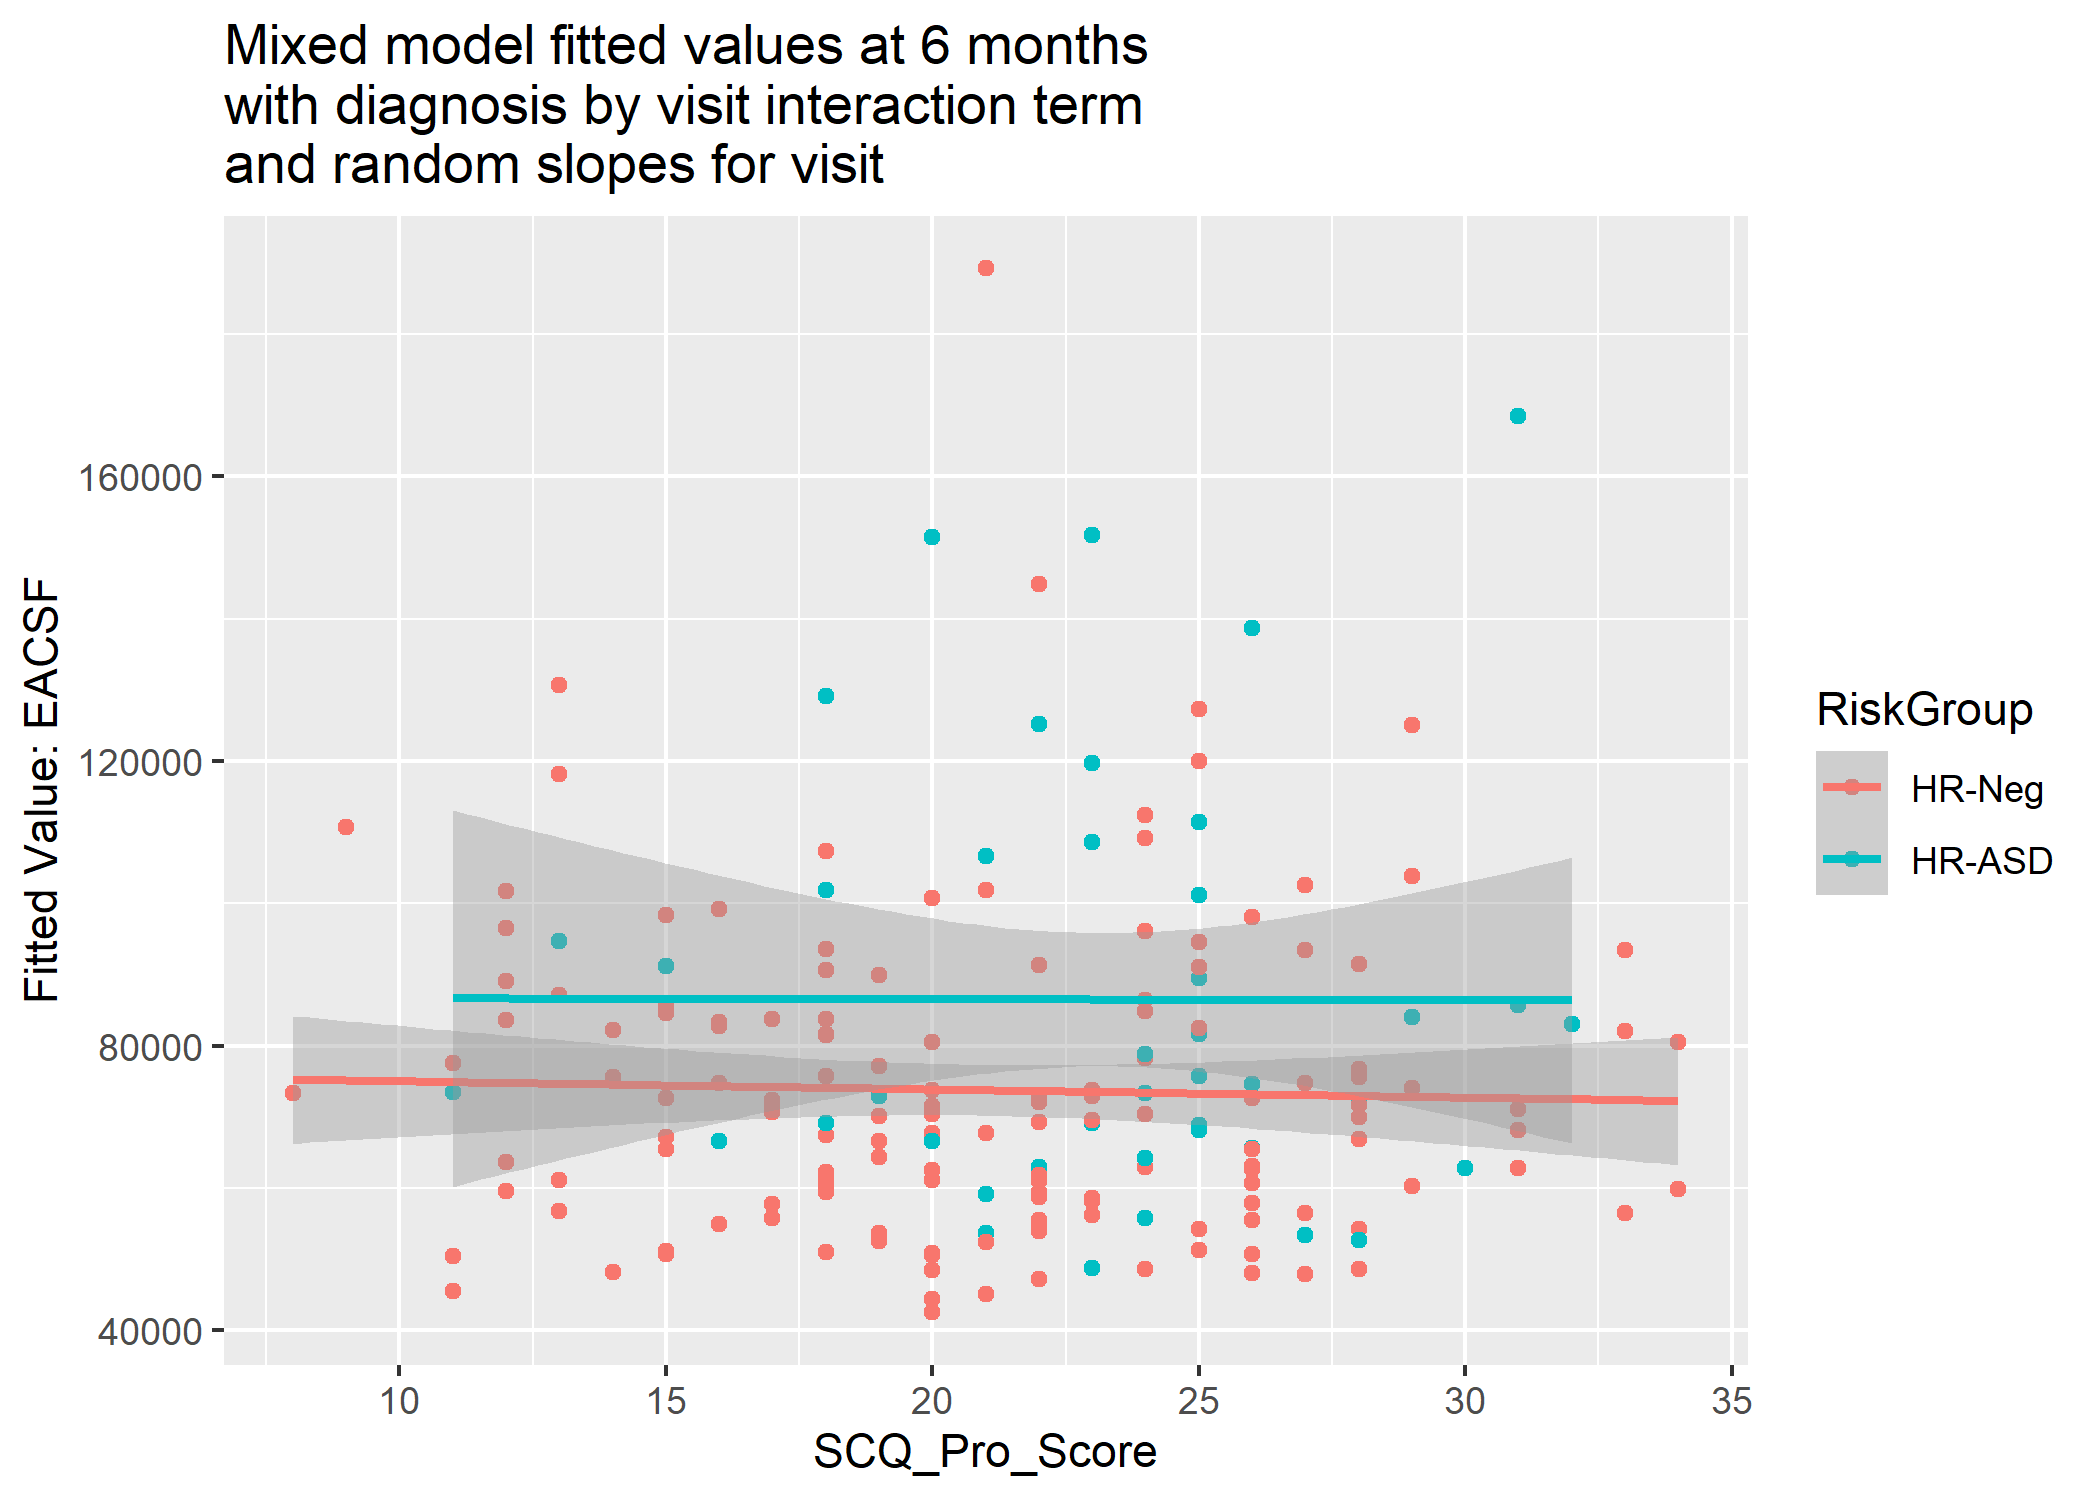 Mixed model fitted values at 6 months
with diagnosis by visit interaction term
and random slopes for visit
Fitted Value: EACSF
160000
120000
80000
40000
10
15
20
25
30
35
SCQ_Pro_Score
RiskGroup
HR-Neg
HR-ASD